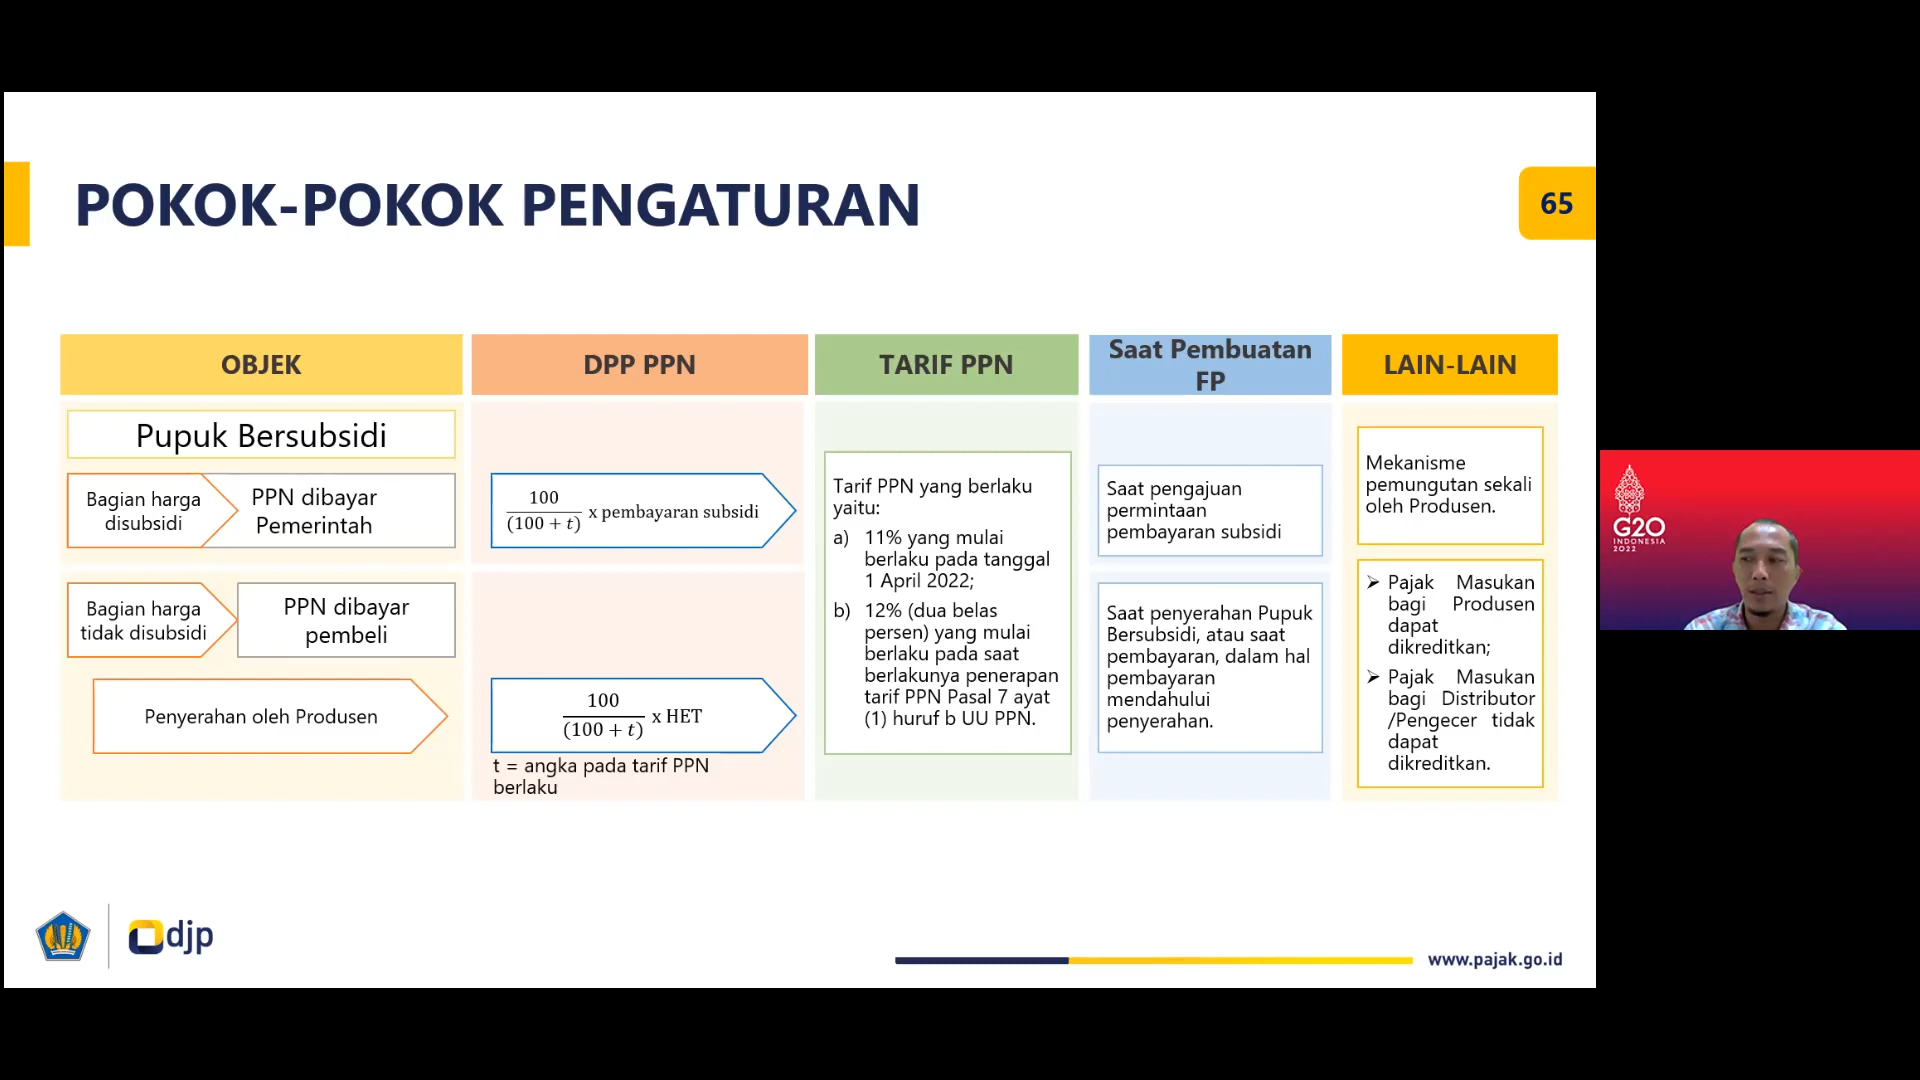 POKOK-POKOK PENGATURAN
65
OBJEK
Pupuk Bersubsidi
Bagian harga
disubsidi
PPN dibayar
Pemerintah
Bagian harga
tidak disubsidi
PPN dibayar
pembeli
Penyerahan oleh Produsen
DPP PPN
100
(100 + t)
x pembayaran subsidi
100
(100 + t)
x HET
t = angka pada tarif PPN
berlaku
TARIF PPN
Tarif PPN yang berlaku
yaitu:
a) 11% yang mulai
berlaku pada tanggal
1 April 2022;
b) 12% (dua belas
persen) yang mulai
berlaku pada saat
berlakunya penerapan
tarif PPN Pasal 7 ayat
(1) huruf b UU PPN.
Saat Pembuatan
FP
Saat pengajuan
permintaan
pembayaran subsidi
Saat penyerahan Pupuk
Bersubsidi, atau saat
pembayaran, dalam hal
pembayaran
mendahului
penyerahan.
LAIN-LAIN
Mekanisme
pemungutan sekali
oleh Produsen.
➢ Pajak Masukan
bagi Produsen
dapat
dikreditkan;
➢ Pajak Masukan
bagi Distributor
/Pengecer tidak
dapat
dikreditkan.
djp
www.pajak.go.id
G20
INDONESIA
2022